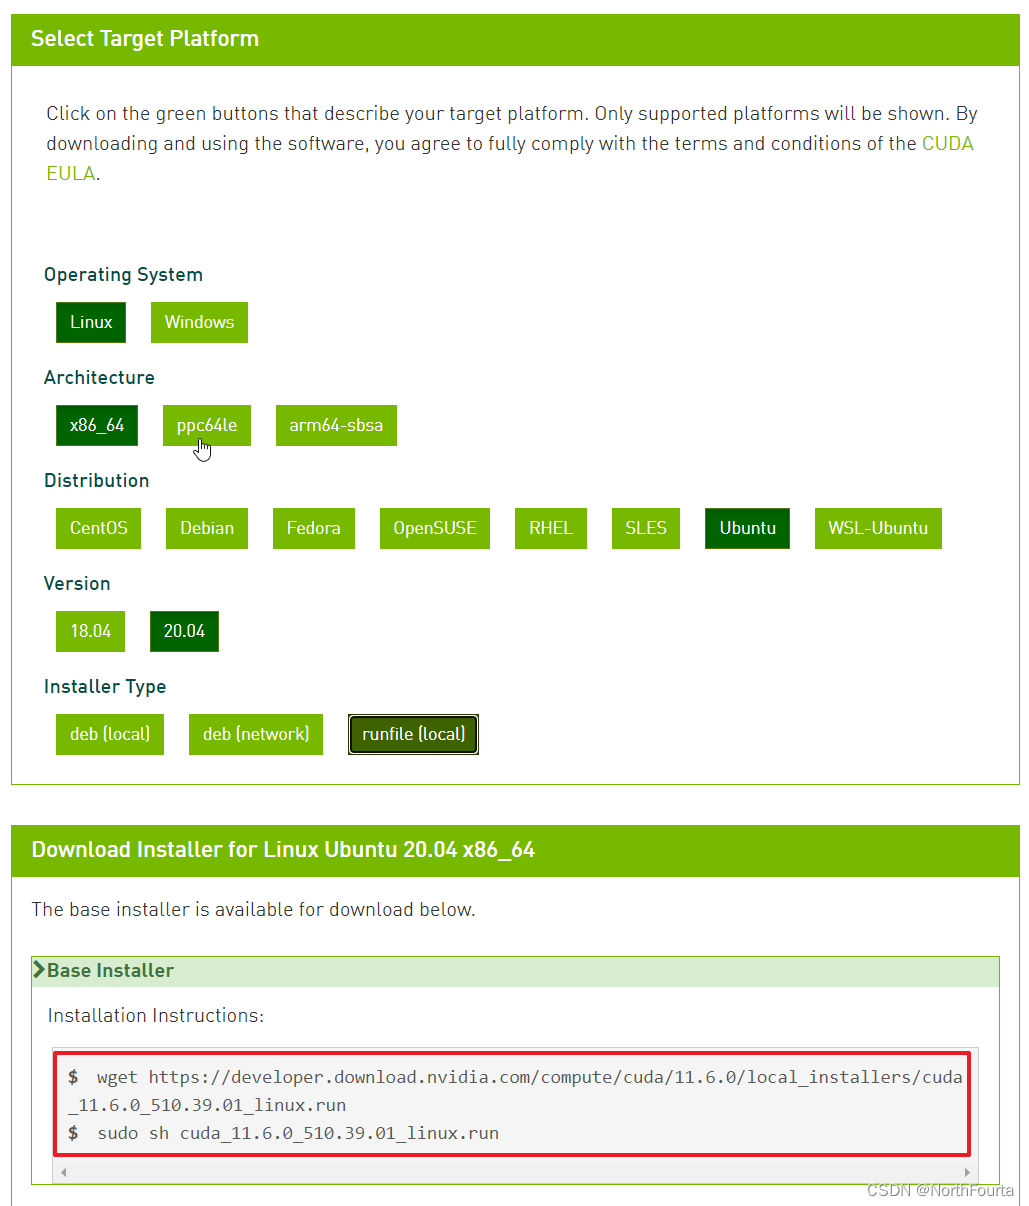 Select Target Platform
Click on the green buttons that describe your target platform. Only supported platforms will be shown. By
downloading and using the software, you agree to fully comply with the terms and conditions of the CUDA
EULA.
Operating System
Linux Windows
Architecture
x86_64 ppc64le arm64-sbsa
Distribution
CentOS Debian Fedora OpenSUSE RHEL SLES Ubuntu WSL-Ubuntu
Version
18.04 20.04
Installer Type
deb (local) deb (network) runfile (local)
Download Installer for Linux Ubuntu 20.04 x86_64
The base installer is available for download below.
Base Installer
Installation Instructions:
$ wget https://developer.download.nvidia.com/compute/cuda/11.6.0/local_installers/cuda
_11.6.0_510.39.01_linux.run
$ sudo sh cuda_11.6.0_510.39.01_linux.run
CSDN @NorthFourta